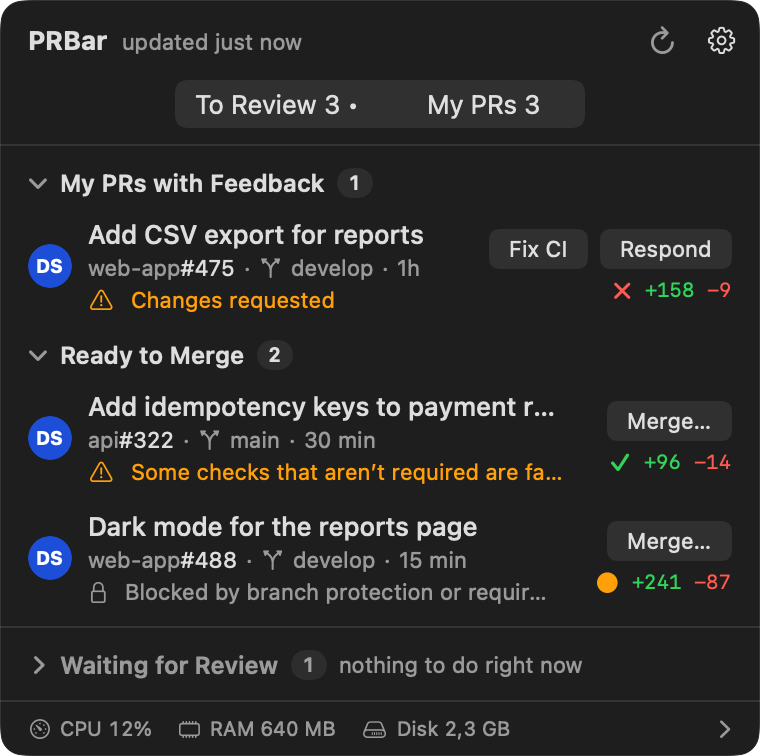 PRBar updated just now
To Review 3 • My PRs 3
My PRs with Feedback 1
Add CSV export for reports
Fix CI Respond
DS
web-app#475 · develop · 1h
Changes requested
+158 −9
Ready to Merge 2
Add idempotency keys to payment r...
Merge...
DS
api#322 · main · 30 min
Some checks that aren’t required are fa...
+96 −14
Dark mode for the reports page
Merge...
DS
web-app#488 · develop · 15 min
Blocked by branch protection or requir...
+241 −87
Waiting for Review 1 nothing to do right now
CPU 12% RAM 640 MB Disk 2,3 GB